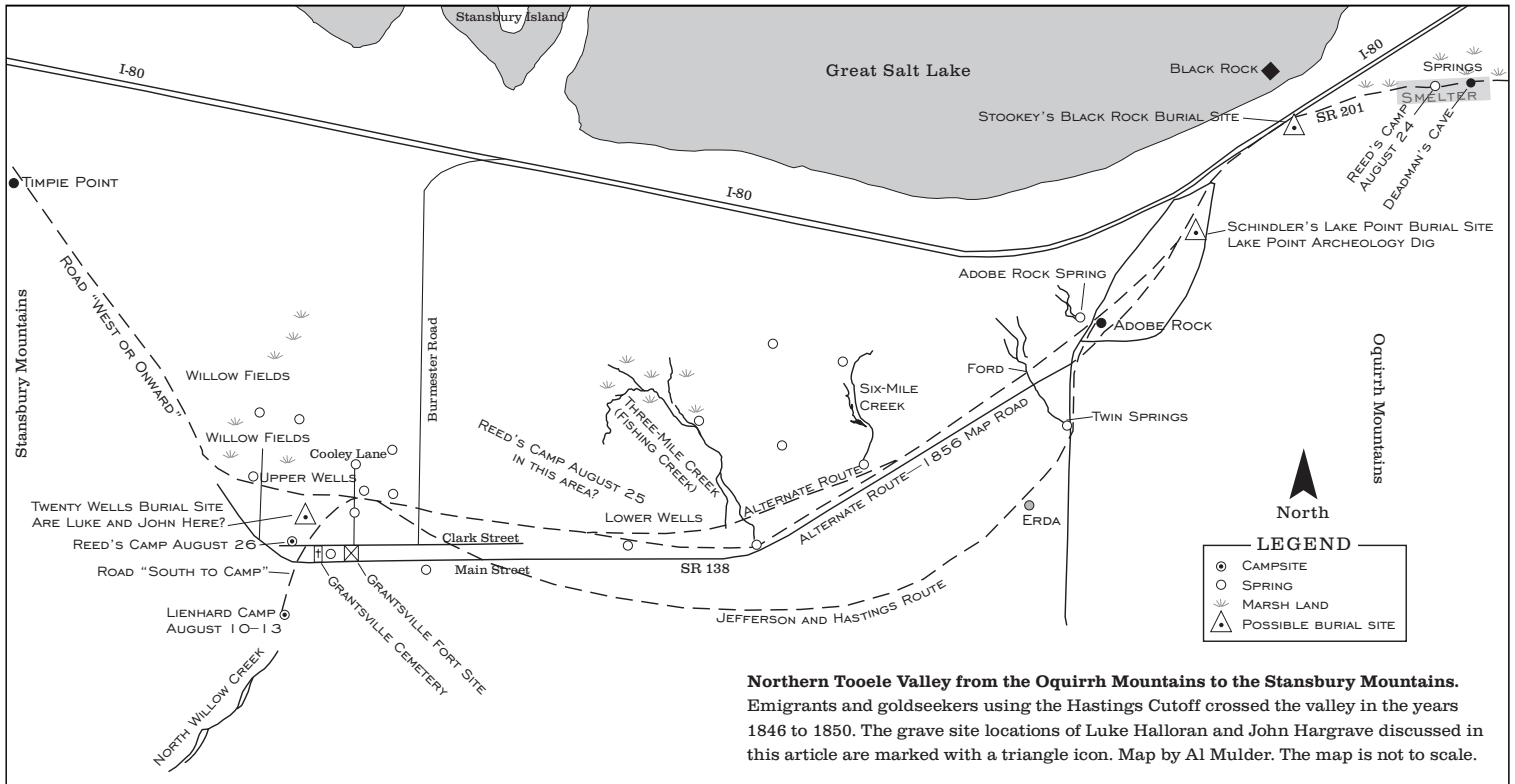 Stansbury Island
I-80
Great Salt Lake
BLACK ROCK
I-80
SPRINGS
SMELTER
STOOKEY'S BLACK ROCK BURIAL SITE
SR 201
REED'S CAMP
AUGUST 24
DEADMAN'S CAVE
TIMPIE POINT
I-80
SCHINDLER'S LAKE POINT BURIAL SITE
LAKE POINT ARCHEOLOGY DIG
ROAD "WEST OR ONWARD"
ADOBE ROCK SPRING
ADOBE ROCK
Stansbury Mountains
Burmester Road
Oquirrh Mountains
WILLOW FIELDS
FORD
SIX-MILE
CREEK
THREE-MILE CREEK
(FISHING CREEK)
TWIN SPRINGS
WILLOW FIELDS
REED'S CAMP AUGUST 25
IN THIS AREA?
1856 MAP ROAD
Cooley Lane
UPPER WELLS
ALTERNATE ROUTE
ALTERNATE ROUTE
TWENTY WELLS BURIAL SITE
ARE LUKE AND JOHN HERE?
LOWER WELLS
ERDA
North
REED'S CAMP AUGUST 26
Clark Street
ROAD "SOUTH TO CAMP"
Main Street
SR 138
LEGEND
CAMPSITE
SPRING
MARSH LAND
POSSIBLE BURIAL SITE
LIENHARD CAMP
AUGUST 10–13
JEFFERSON AND HASTINGS ROUTE
GRANTSVILLE FORT SITE
GRANTSVILLE CEMETERY
NORTH WILLOW CREEK
Northern Tooele Valley from the Oquirrh Mountains to the Stansbury Mountains.
Emigrants and goldseekers using the Hastings Cutoff crossed the valley in the years
1846 to 1850. The grave site locations of Luke Halloran and John Hargrave discussed in
this article are marked with a triangle icon. Map by Al Mulder. The map is not to scale.